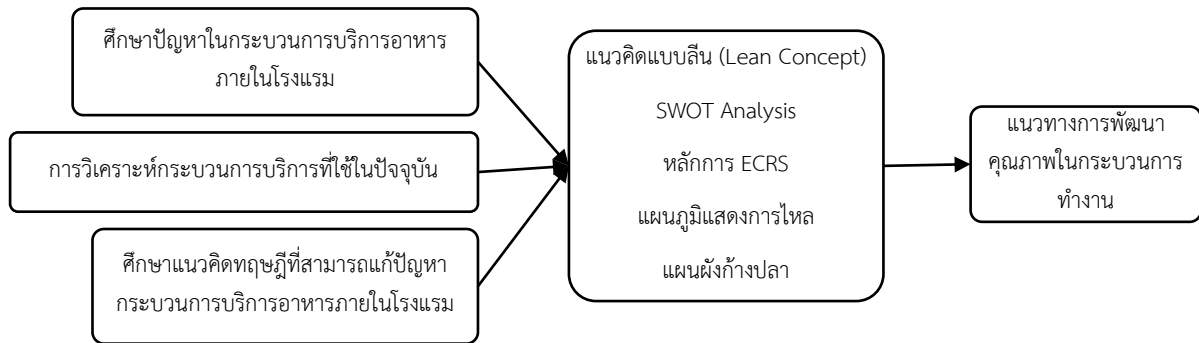 ศึกษาปัญหาในกระบวนการบริการอาหาร
ภายในโรงแรม
การวิเคราะห์กระบวนการบริการที่ใช้ในปัจจุบัน
ศึกษาแนวคิดทฤษฎีที่สามารถแก้ปัญหา
กระบวนการบริการอาหารภายในโรงแรม
แนวคิดแบบลีน (Lean Concept)
SWOT Analysis
หลักการ ECRS
แผนภูมิแสดงการไหล
แผนผังก้างปลา
แนวทางการพัฒนา
คุณภาพในกระบวนการ
ทำงาน